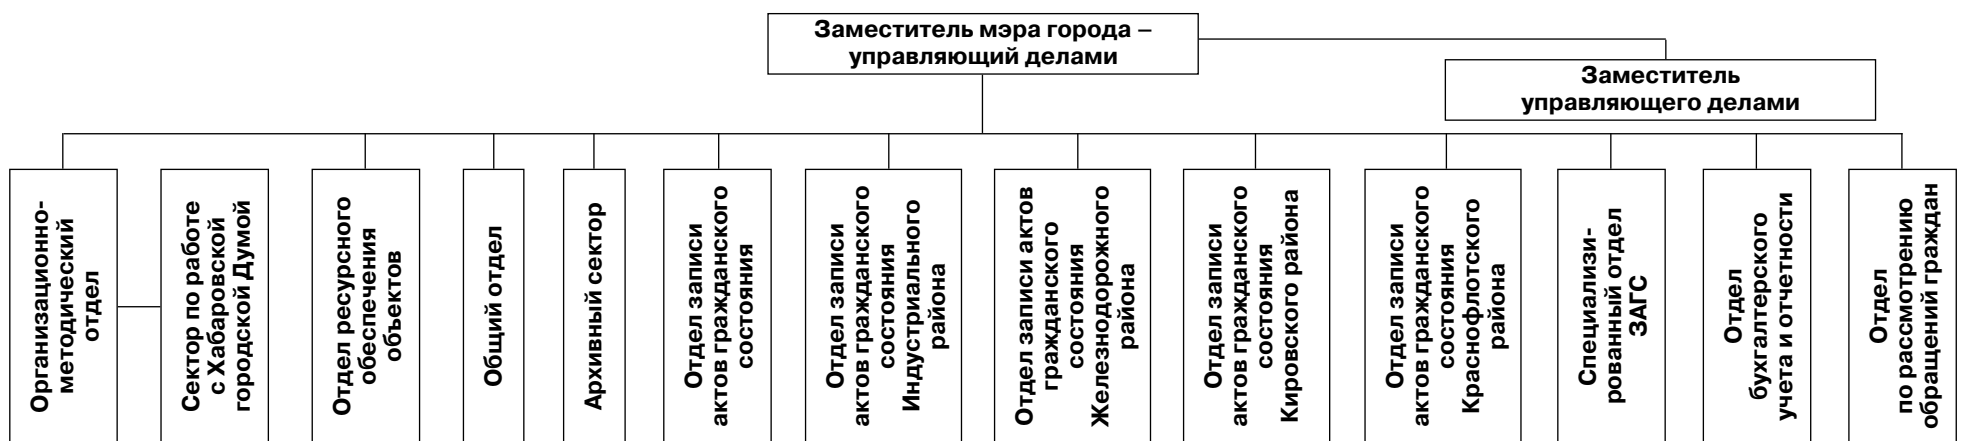 Заместитель мэра города –
управляющий делами
Заместитель
управляющего делами
Организационно-
методический
отдел
Сектор по работе
с Хабаровской
городской Думой
Отдел ресурсного
обеспечения
объектов
Общий отдел
Архивный сектор
Отдел записи
актов гражданского
состояния
Отдел записи
актов гражданского
состояния
Индустриального
района
Отдел записи актов
гражданского
состояния
Железнодорожного
района
Отдел записи
актов гражданского
состояния
Кировского района
Отдел записи
актов гражданского
состояния
Краснофлотского
района
Специализи-
рованный отдел
ЗАГС
Отдел
бухгалтерского
учета и отчетности
Отдел
по рассмотрению
обращений граждан